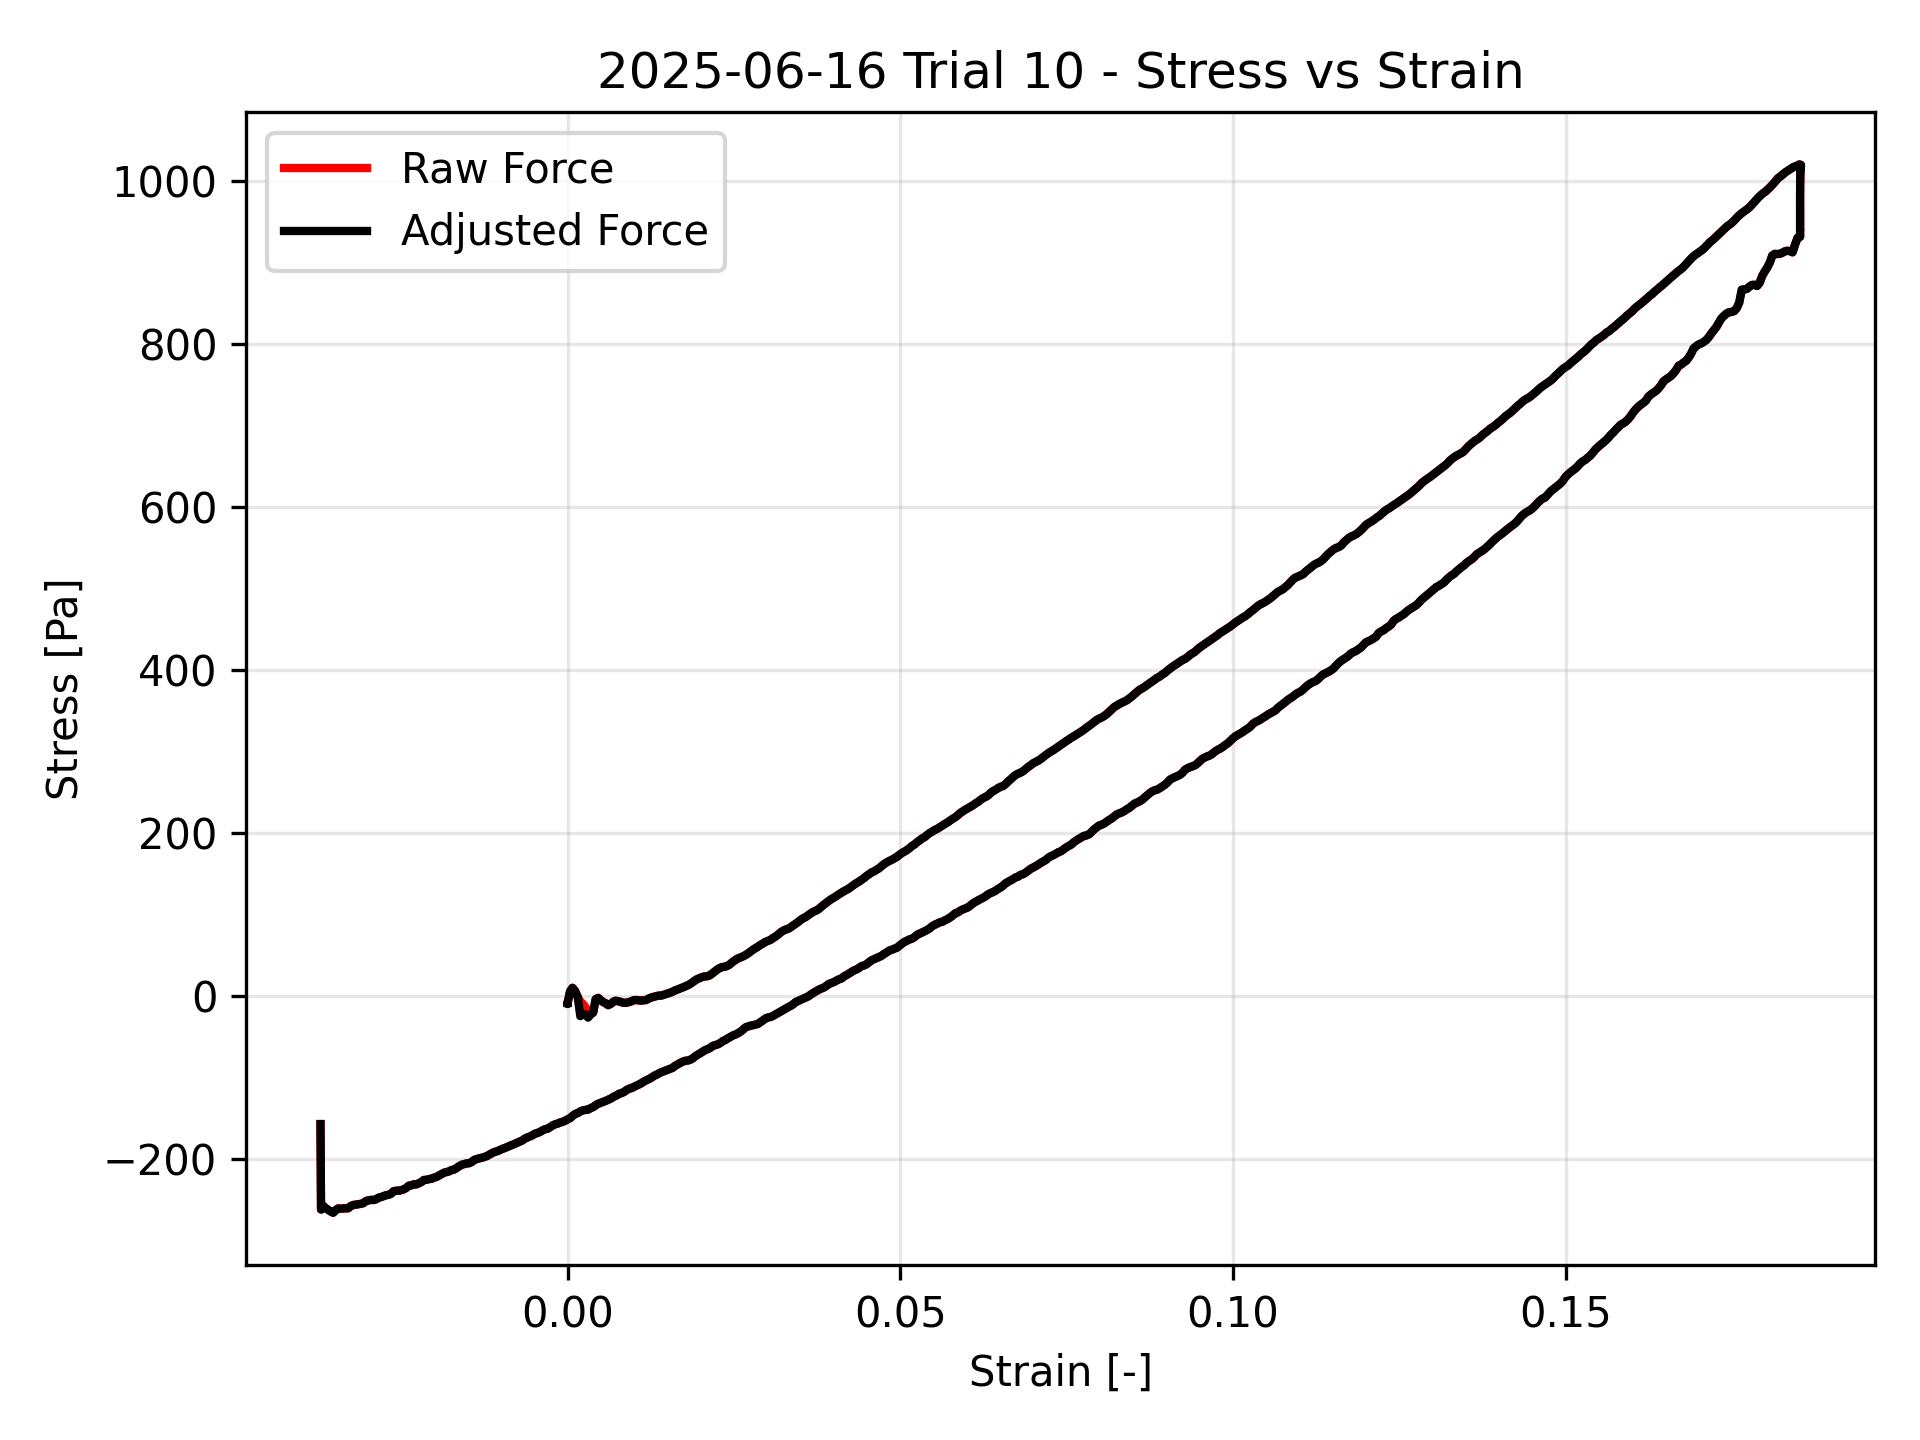 2025-06-16 Trial 10 - Stress vs Strain
Raw Force
Adjusted Force
1000
800
600
400
200
0
−200
Stress [Pa]
0.00 0.05 0.10 0.15
Strain [-]